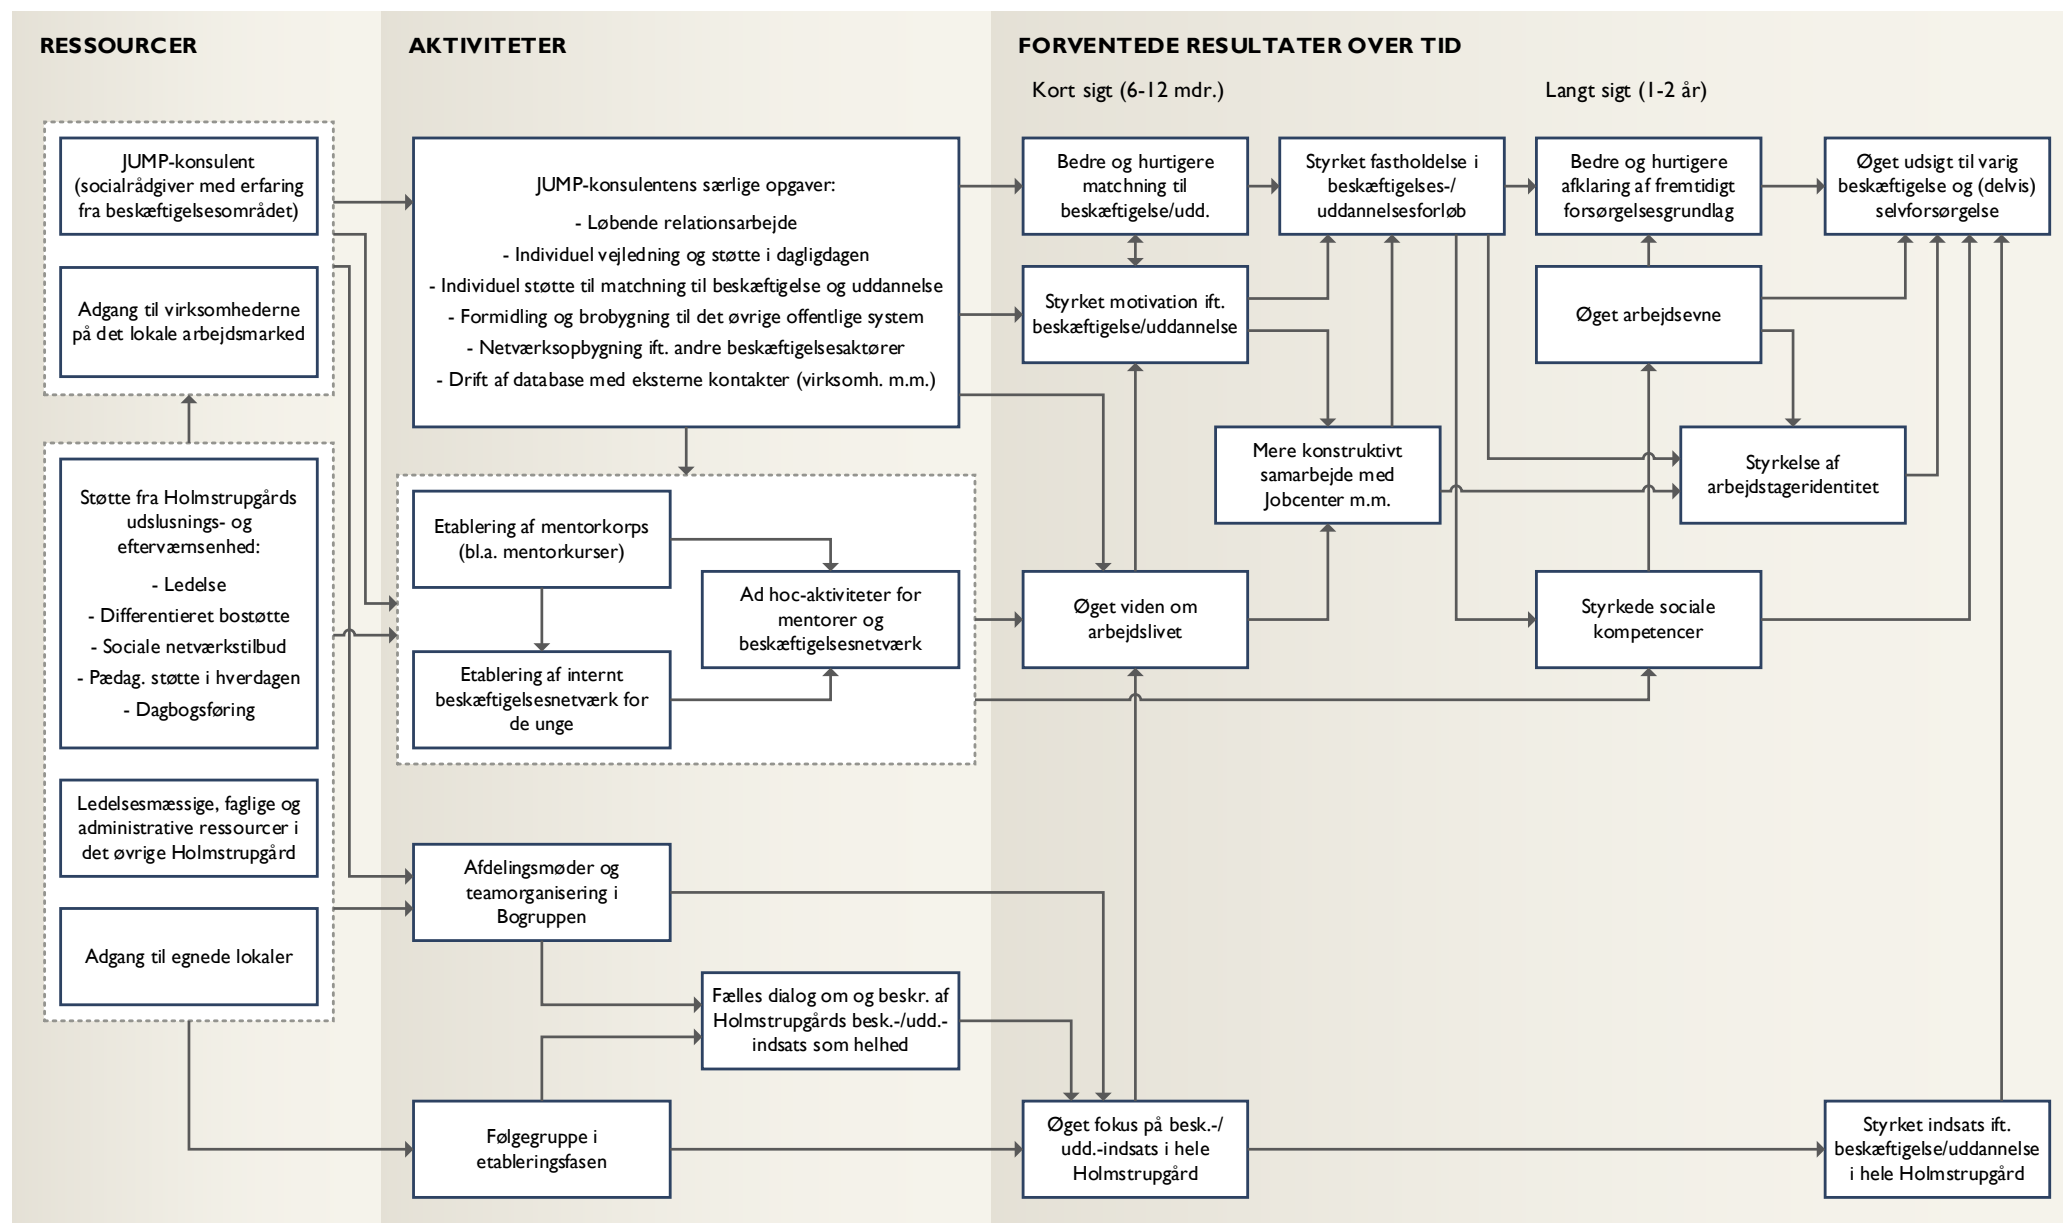 RESSOURCER
JUMP-konsulent
(socialrådgiver med erfaring
fra beskæftigelsesområdet)
Adgang til virksomhederne
på det lokale arbejdsmarked
Støtte fra Holmstrupgårds
udslusnings- og
efterværnsenhed:
- Ledelse
- Differentieret bostøtte
- Sociale netværkstilbud
- Pædag. støtte i hverdagen
- Dagbogsføring
Ledelsesmæssige, faglige og
administrative ressourcer i
det øvrige Holmstrupgård
Adgang til egnede lokaler
AKTIVITETER
JUMP-konsulentens særlige opgaver:
- Løbende relationsarbejde
- Individuel vejledning og støtte i dagligdagen
- Individuel støtte til matchning til beskæftigelse og uddannelse
- Formidling og brobygning til det øvrige offentlige system
- Netværksopbygning ift. andre beskæftigelsesaktører
- Drift af database med eksterne kontakter (virksomh. m.m.)
Etablering af mentorkorps
(bl.a. mentorkurser)
Ad hoc-aktiviteter for
mentorer og
beskæftigelsesnetværk
Etablering af internt
beskæftigelsesnetværk for
de unge
Afdelingsmøder og
teamorganisering i
Bogruppen
Fælles dialog om og beskr. af
Holmstrupgårds besk.-/udd.-
indsats som helhed
Følgegruppe i
etableringsfasen
FORVENTEDE RESULTATER OVER TID
Kort sigt (6-12 mdr.)
Langt sigt (1-2 år)
Bedre og hurtigere
matchning til
beskæftigelse/udd.
Styrket fastholdelse i
beskæftigelses-/
uddannelsesforløb
Bedre og hurtigere
afklaring af fremtidigt
forsørgelsesgrundlag
Øget udsigt til varig
beskæftigelse og (delvis)
selvforsørgelse
Styrket motivation ift.
beskæftigelse/uddannelse
Øget arbejdsevne
Mere konstruktivt
samarbejde med
Jobcenter m.m.
Styrkelse af
arbejdstageridentitet
Øget viden om
arbejdslivet
Styrkede sociale
kompetencer
Øget fokus på besk.-/
udd.-indsats i hele
Holmstrupgård
Styrket indsats ift.
beskæftigelse/uddannelse
i hele Holmstrupgård